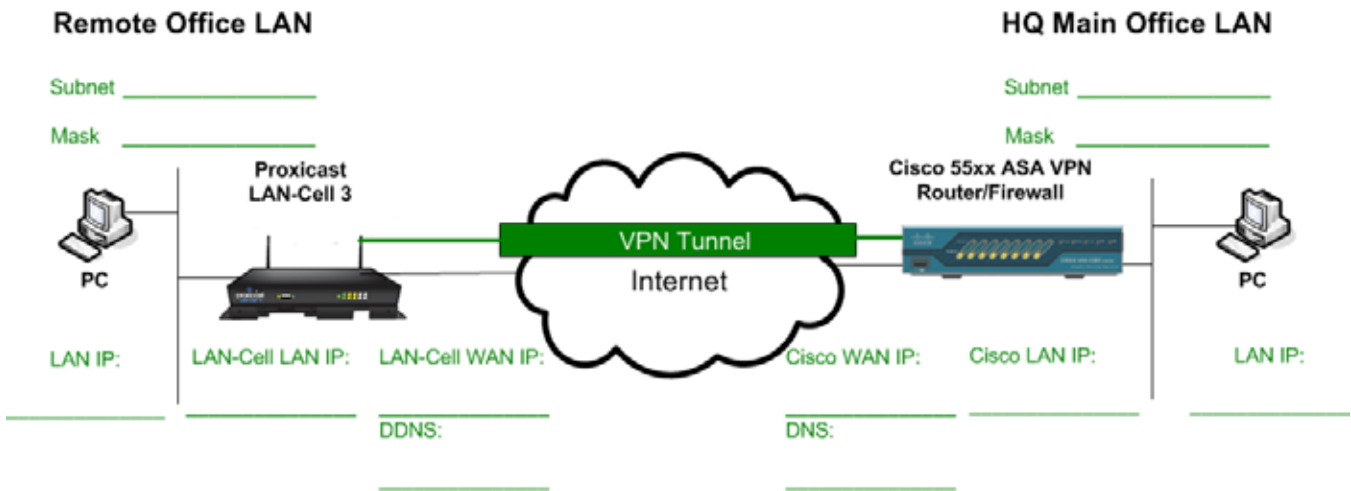 Remote Office LAN
HQ Main Office LAN
Subnet
Subnet
Mask
Mask
Proxicast
LAN-Cell 3
Cisco 55xx ASA VPN
Router/Firewall
VPN Tunnel
Internet
PC
PC
LAN IP:
LAN-Cell LAN IP:
LAN-Cell WAN IP:
Cisco WAN IP:
Cisco LAN IP:
LAN IP:
DDNS:
DNS: